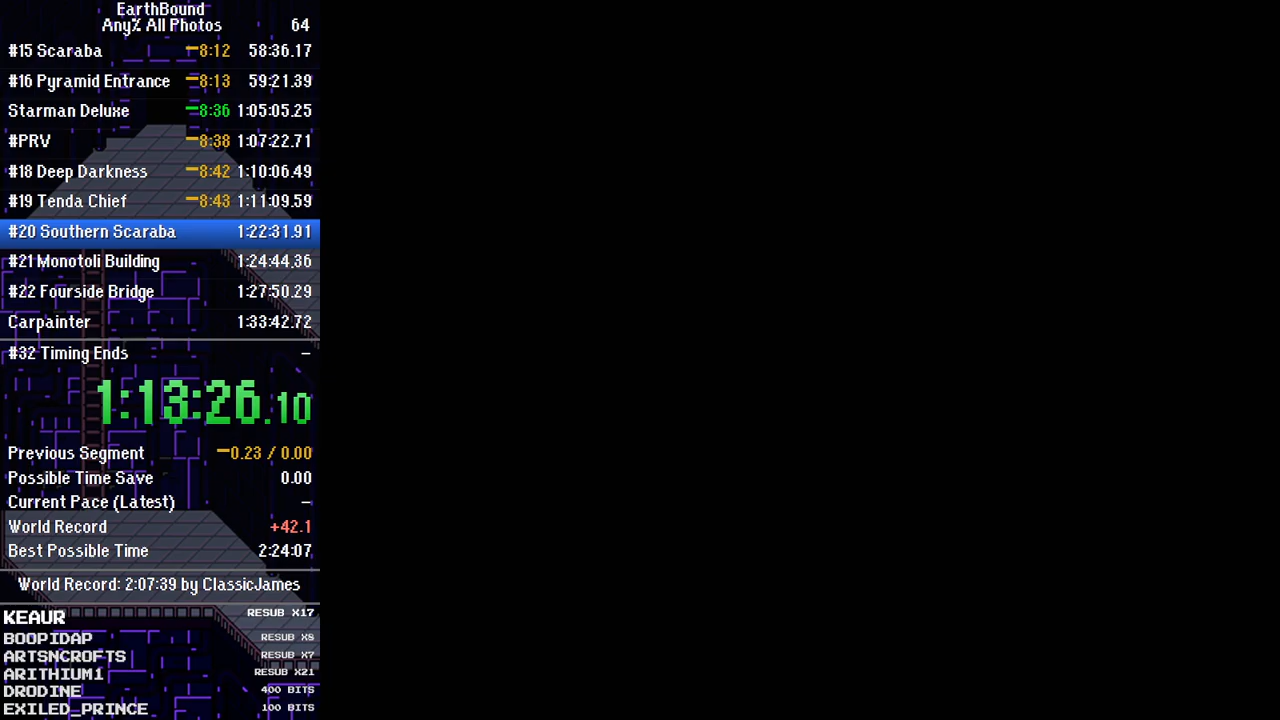 EarthBound
Any% All Photos 64
#15 Scaraba −8:12 58:36.17
#16 Pyramid Entrance −8:13 59:21.39
Starman Deluxe −8:36 1:05:05.25
#PRV −8:38 1:07:22.71
#18 Deep Darkness −8:42 1:10:06.49
#19 Tenda Chief −8:43 1:11:09.59
#20 Southern Scaraba 1:22:31.91
#21 Monotoli Building 1:24:44.36
#22 Fourside Bridge 1:27:50.29
Carpainter 1:33:42.72
#32 Timing Ends –
1:13:26.10
Previous Segment −0.23 / 0.00
Possible Time Save 0.00
Current Pace (Latest) –
World Record +42.1
Best Possible Time 2:24:07
World Record: 2:07:39 by ClassicJames
KEAUR RESUB X17
BOOPIDAP RESUB X8
ARTSNCROFTS RESUB X7
ARITHIUM1 RESUB X21
DRODINE 400 BITS
EXILED_PRINCE 100 BITS